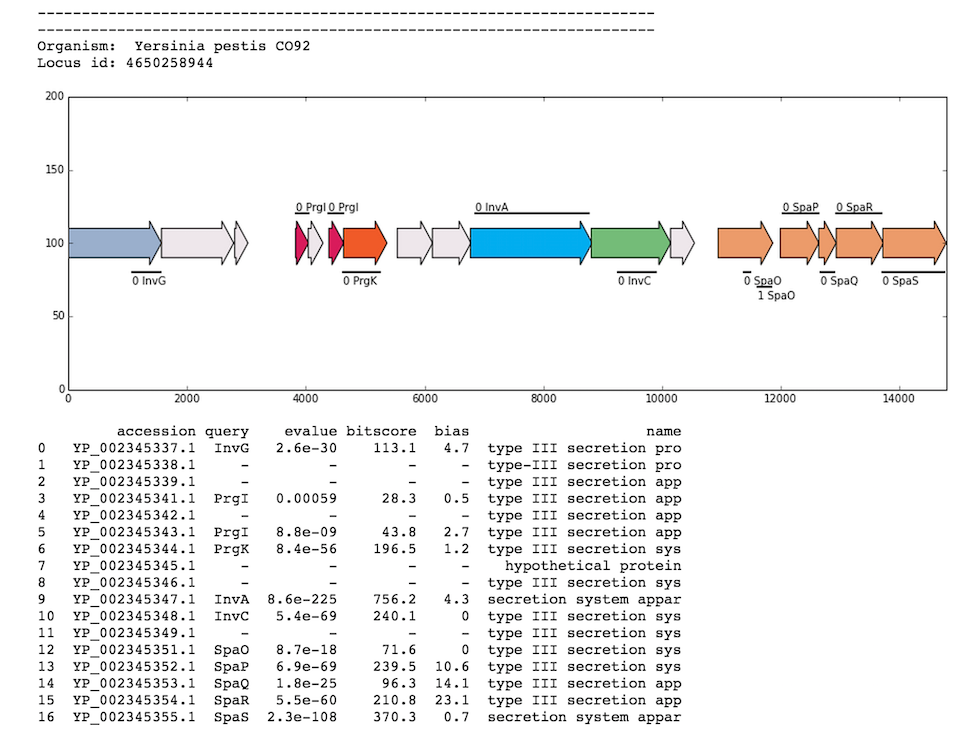 --------------------------------------------------------------------
--------------------------------------------------------------------
Organism:  Yersinia pestis CO92
Locus id: 4650258944
200
150
100
50
0
0 PrgI 0 PrgI 0 InvA 0 SpaP 0 SpaR
0 InvG 0 PrgK 0 InvC 0 SpaO 0 SpaQ 0 SpaS
1 SpaO
0 2000 4000 6000 8000 10000 12000 14000
accession query evalue bitscore bias name
0 YP_002345337.1 InvG 2.6e-30 113.1 4.7 type III secretion pro
1 YP_002345338.1 - - - - type-III secretion pro
2 YP_002345339.1 - - - - type III secretion app
3 YP_002345341.1 PrgI 0.00059 28.3 0.5 type III secretion app
4 YP_002345342.1 - - - - type III secretion app
5 YP_002345343.1 PrgI 8.8e-09 43.8 2.7 type III secretion app
6 YP_002345344.1 PrgK 8.4e-56 196.5 1.2 type III secretion sys
7 YP_002345345.1 - - - - hypothetical protein
8 YP_002345346.1 - - - - type III secretion sys
9 YP_002345347.1 InvA 8.6e-225 756.2 4.3 secretion system appar
10 YP_002345348.1 InvC 5.4e-69 240.1 0 type III secretion sys
11 YP_002345349.1 - - - - type III secretion sys
12 YP_002345351.1 SpaO 8.7e-18 71.6 0 type III secretion sys
13 YP_002345352.1 SpaP 6.9e-69 239.5 10.6 type III secretion sys
14 YP_002345353.1 SpaQ 1.8e-25 96.3 14.1 type III secretion app
15 YP_002345354.1 SpaR 5.5e-60 210.8 23.1 type III secretion app
16 YP_002345355.1 SpaS 2.3e-108 370.3 0.7 secretion system appar